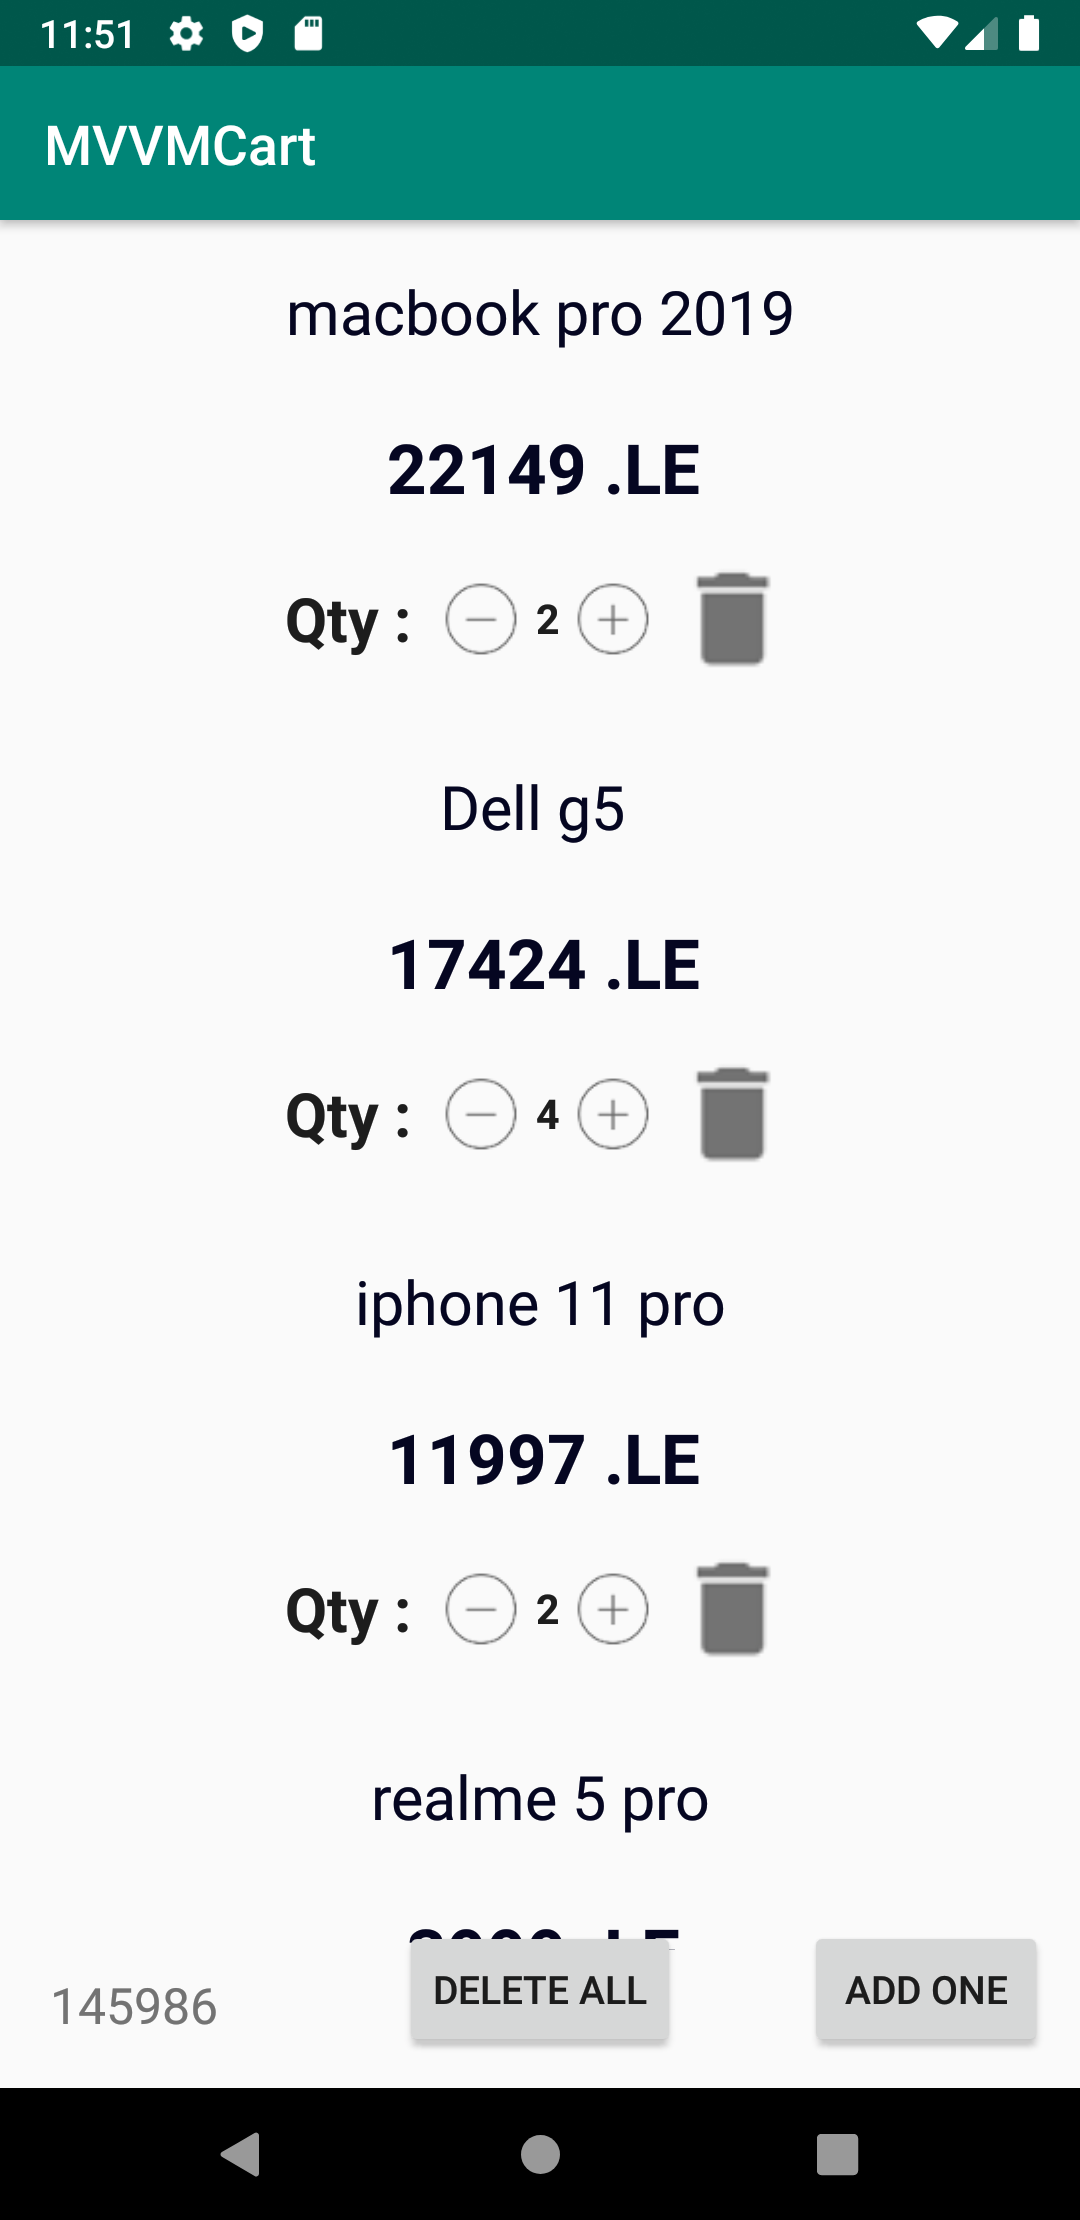 11:51
MVVMCart
macbook pro 2019
22149 .LE
Qty : 2
Dell g5
17424 .LE
Qty : 4
iphone 11 pro
11997 .LE
Qty : 2
realme 5 pro
145986
DELETE ALL
ADD ONE